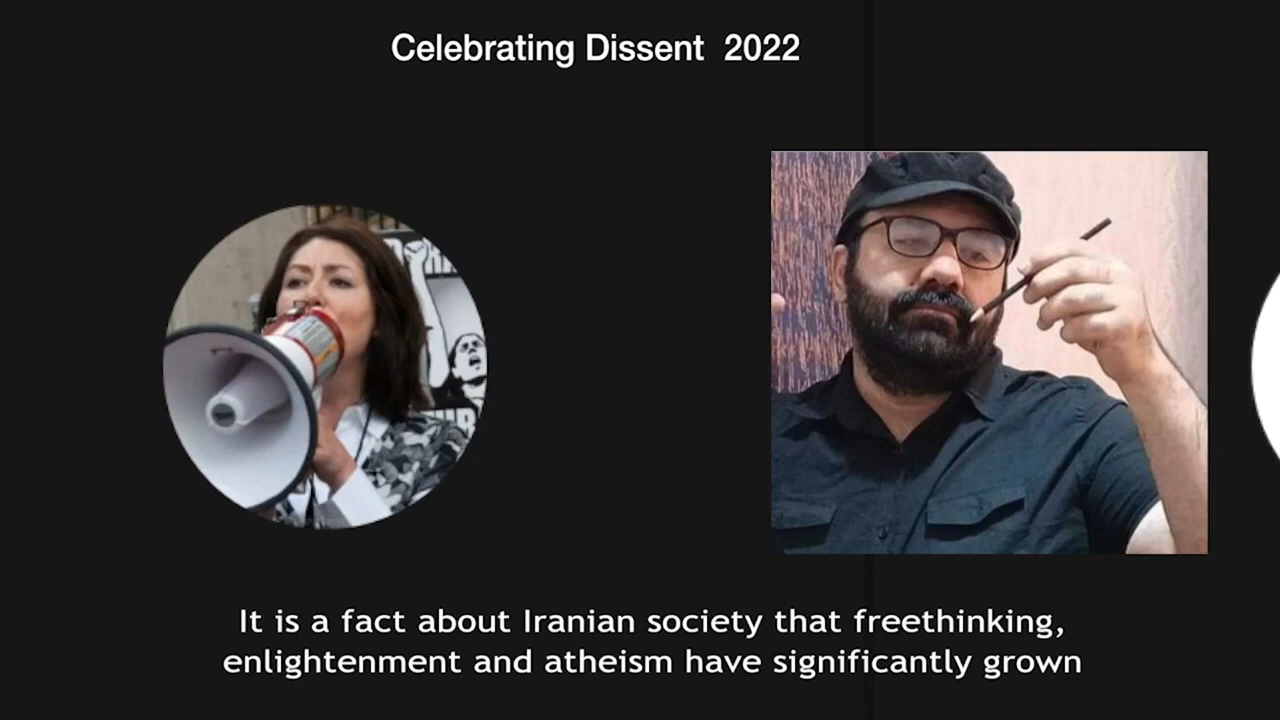 Celebrating Dissent 2022
It is a fact about Iranian society that freethinking,
enlightenment and atheism have significantly grown